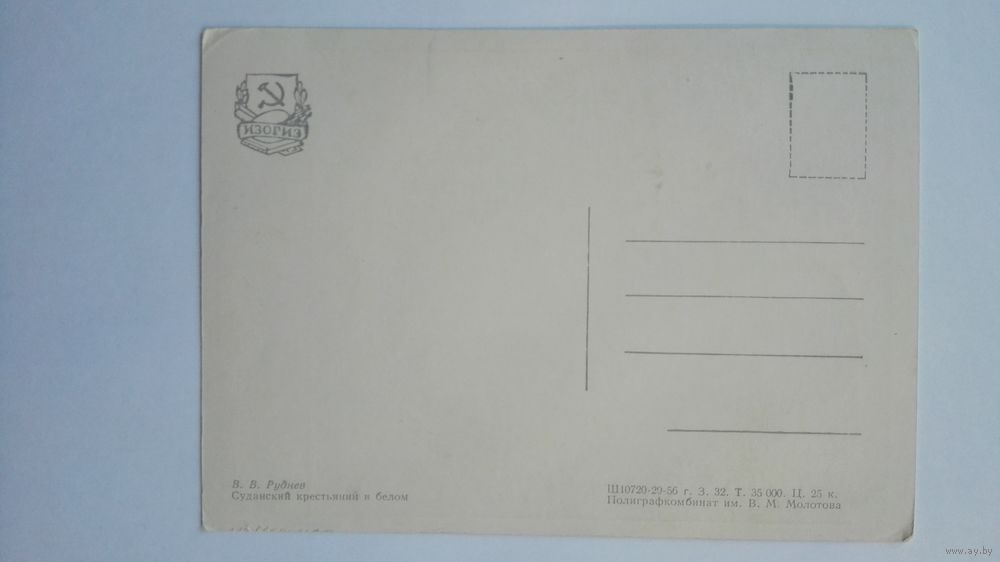 ИЗОГИЗ
В. В. Руднев
Суданский крестьянин в белом
Ш10720-29-56 г. З. 32. Т. 35 000. Ц. 25 к.
Полиграфкомбинат им. В. М. Молотова
www.ay.by